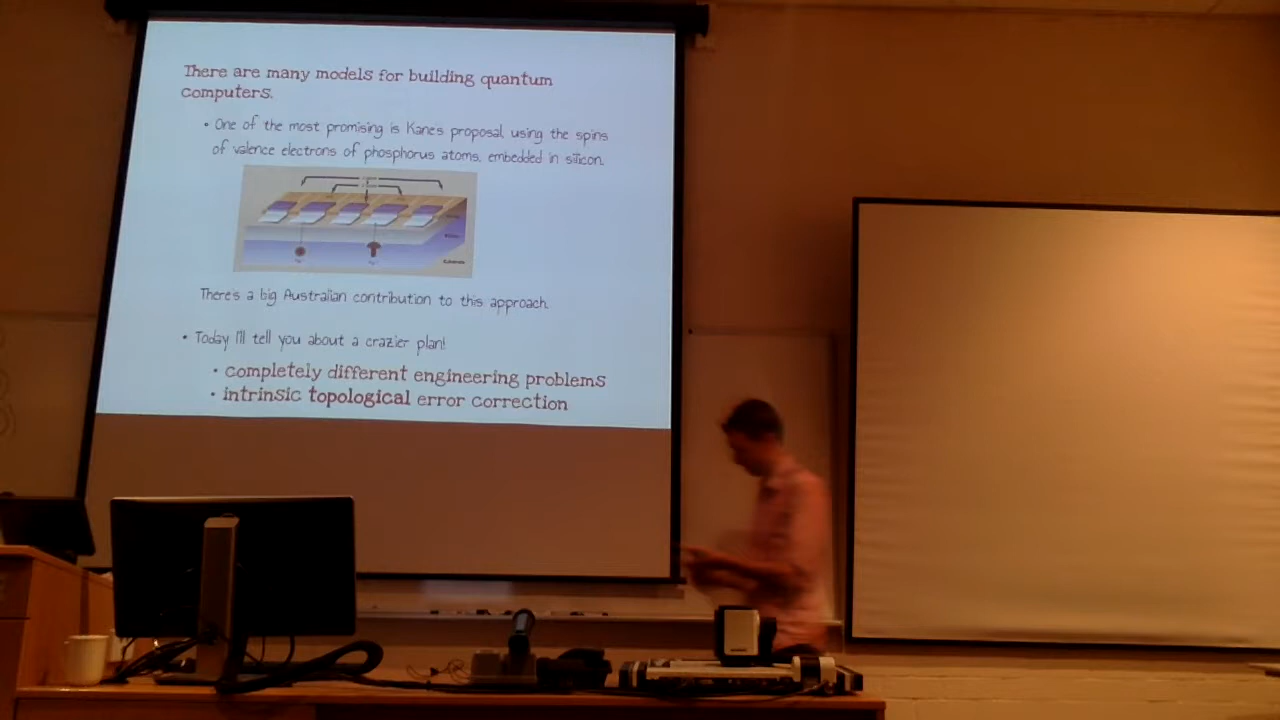 There are many models for building quantum
computers.
• One of the most promising is Kane's proposal, using the spins
of valence electrons of phosphorus atoms, embedded in silicon.
Substrate
There's a big Australian contribution to this approach.
• Today I'll tell you about a crazier plan!
• completely different engineering problems
• intrinsic topological error correction